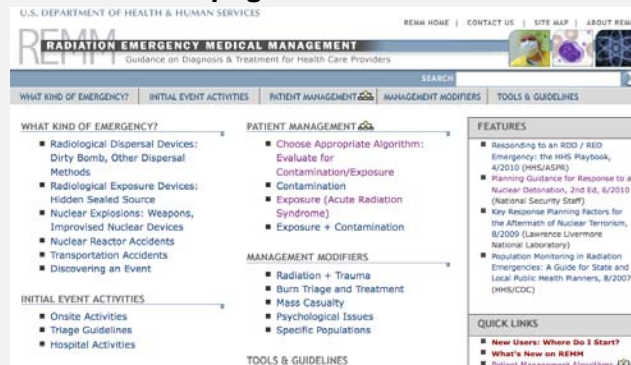 U.S. DEPARTMENT OF HEALTH & HUMAN SERVICES
REMM HOME | CONTACT US | SITE MAP | ABOUT REMM
REMM
RADIATION EMERGENCY MEDICAL MANAGEMENT
Guidance on Diagnosis & Treatment for Health Care Providers
SEARCH
WHAT KIND OF EMERGENCY? INITIAL EVENT ACTIVITIES PATIENT MANAGEMENT MANAGEMENT MODIFIERS TOOLS & GUIDELINES
WHAT KIND OF EMERGENCY?
Radiological Dispersal Devices:
Dirty Bomb, Other Dispersal
Methods
Radiological Exposure Devices:
Hidden Sealed Source
Nuclear Explosions: Weapons,
Improvised Nuclear Devices
Nuclear Reactor Accidents
Transportation Accidents
Discovering an Event
INITIAL EVENT ACTIVITIES
Onsite Activities
Triage Guidelines
Hospital Activities
PATIENT MANAGEMENT
Choose Appropriate Algorithm:
Evaluate for
Contamination/Exposure
Contamination
Exposure (Acute Radiation
Syndrome)
Exposure + Contamination
MANAGEMENT MODIFIERS
Radiation + Trauma
Burn Triage and Treatment
Mass Casualty
Psychological Issues
Specific Populations
TOOLS & GUIDELINES
FEATURES
Responding to an RDD / RED
Emergency: the HHS Playbook,
4/2010 (HHS/ASPR)
Planning Guidance for Response to a
Nuclear Detonation, 2nd Ed, 6/2010
(National Security Staff)
Key Response Planning Factors for
the Aftermath of Nuclear Terrorism,
8/2009 (Lawrence Livermore
National Laboratory)
Population Monitoring in Radiation
Emergencies: A Guide for State and
Local Public Health Planners, 8/2007
(HHS/CDC)
QUICK LINKS
New Users: Where Do I Start?
What's New on REMM
Patient Management Algorithms